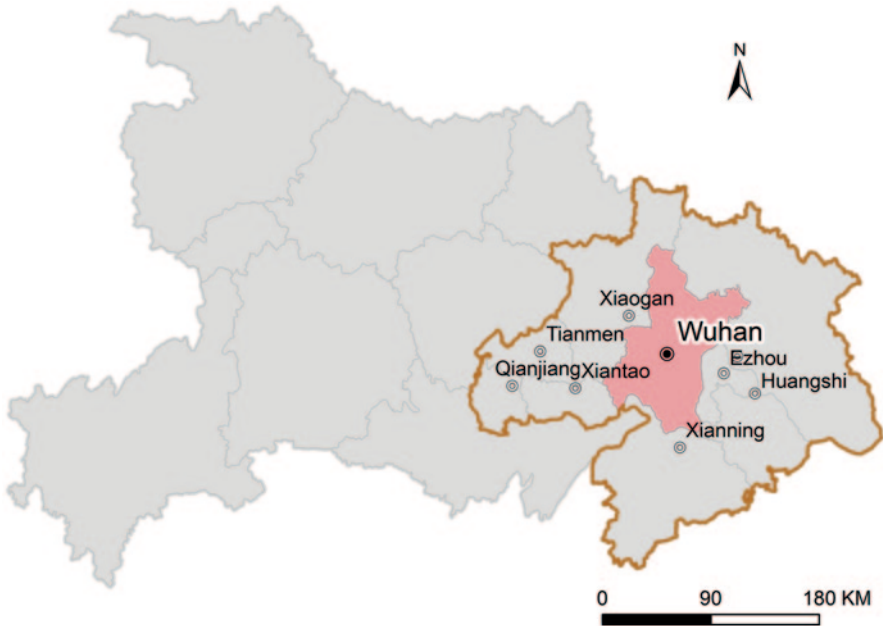 N
Xiaogan
Wuhan
Tianmen
Ezhou
Qianjiang
Xiantao
Huangshi
Xianning
0 90 180 KM